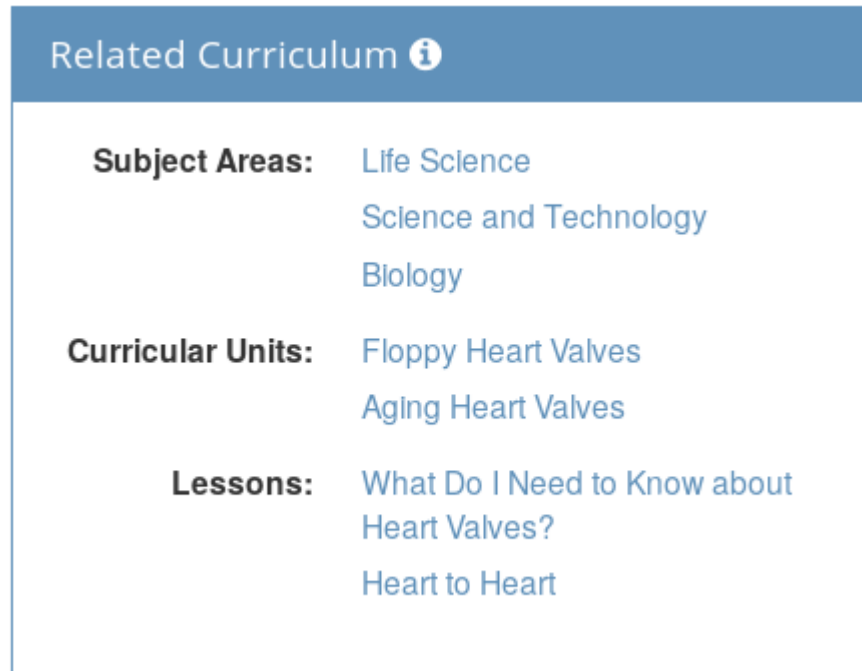 Related Curriculum
Subject Areas: Life Science
Science and Technology
Biology
Curricular Units: Floppy Heart Valves
Aging Heart Valves
Lessons: What Do I Need to Know about
Heart Valves?
Heart to Heart